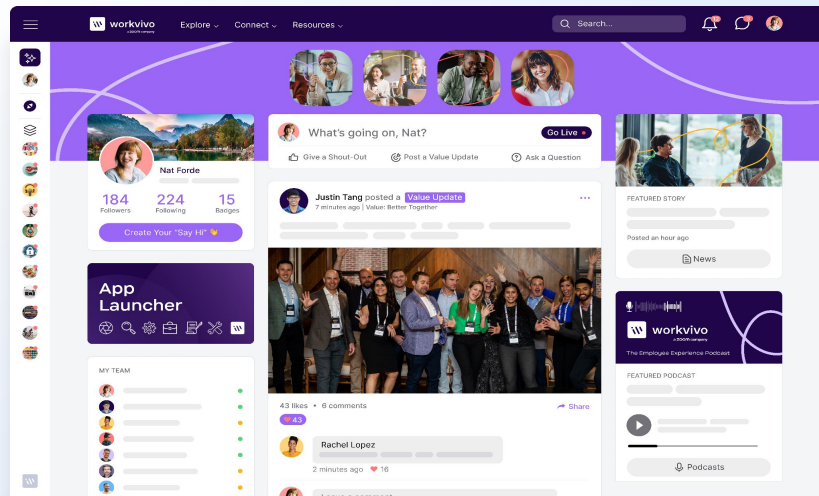 workvivo
a zoom company
Explore
Connect
Resources
Search...
Nat Forde
184
Followers
224
Following
15
Badges
Create Your "Say Hi" 👋
App
Launcher
MY TEAM
What's going on, Nat?
Go Live
Give a Shout-Out
Post a Value Update
Ask a Question
Justin Tang posted a Value Update
7 minutes ago | Value: Better Together
43 likes • 6 comments
Share
43
Rachel Lopez
2 minutes ago ❤ 16
Leave a comment
FEATURED STORY
Posted an hour ago
News
workvivo
a zoom company
The Employee Experience Podcast
FEATURED PODCAST
Podcasts